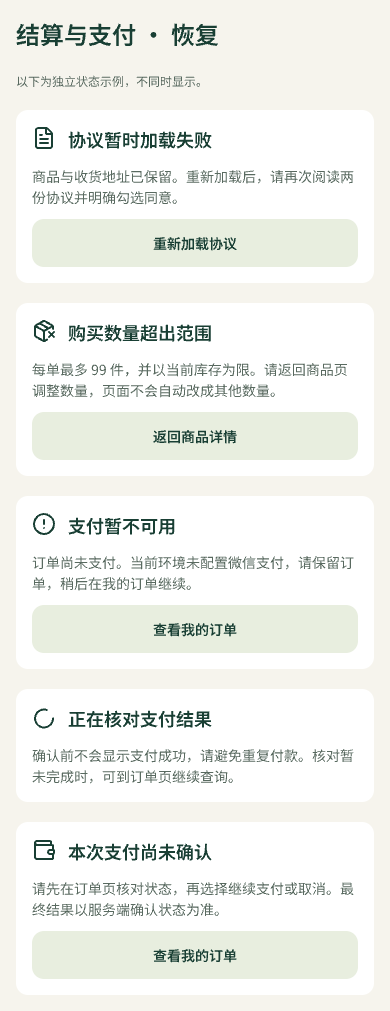 结算与支付 · 恢复
以下为独立状态示例，不同时显示。
协议暂时加载失败
商品与收货地址已保留。重新加载后，请再次阅读两
份协议并明确勾选同意。
重新加载协议
购买数量超出范围
每单最多 99 件，并以当前库存为限。请返回商品页
调整数量，页面不会自动改成其他数量。
返回商品详情
支付暂不可用
订单尚未支付。当前环境未配置微信支付，请保留订
单，稍后在我的订单继续。
查看我的订单
正在核对支付结果
确认前不会显示支付成功，请避免重复付款。核对暂
未完成时，可到订单页继续查询。
本次支付尚未确认
请先在订单页核对状态，再选择继续支付或取消。最
终结果以服务端确认状态为准。
查看我的订单